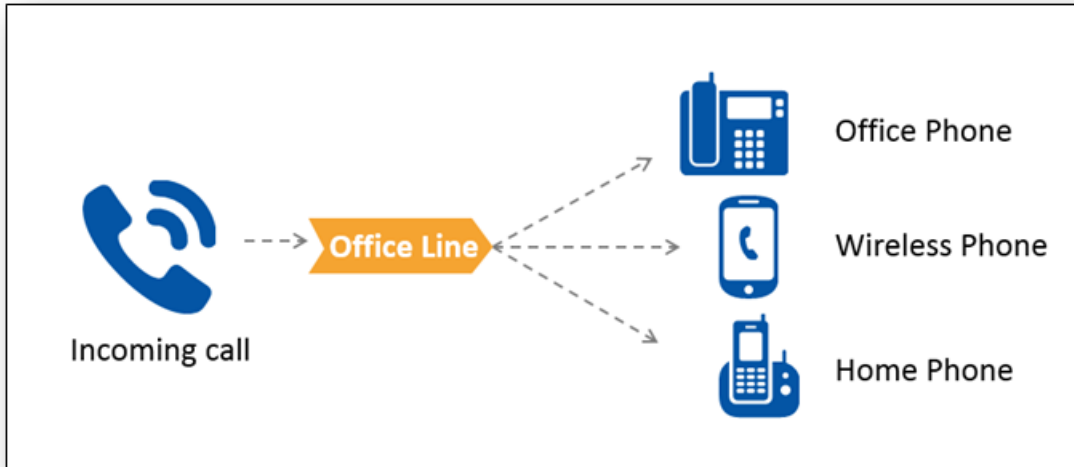 Office Phone
Office Line
Wireless Phone
Incoming call
Home Phone